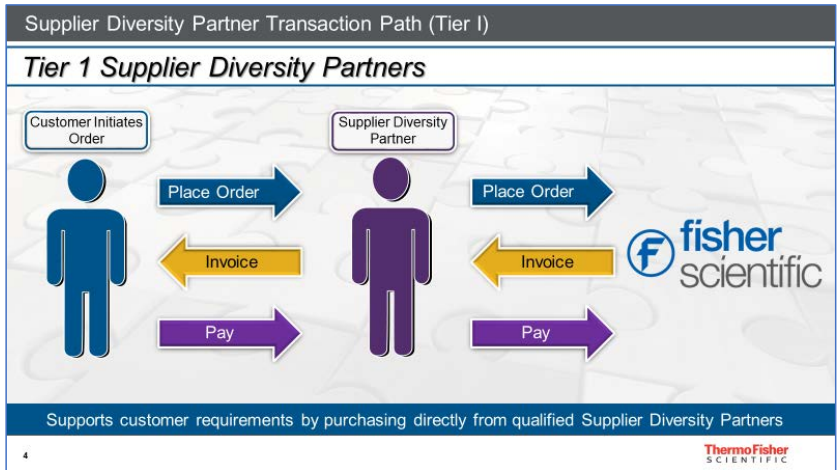 Supplier Diversity Partner Transaction Path (Tier I)
Tier 1 Supplier Diversity Partners
Customer Initiates
Order
Supplier Diversity
Partner
Place Order
Place Order
Invoice
Invoice
Pay
Pay
f fisher
scientific
Supports customer requirements by purchasing directly from qualified Supplier Diversity Partners
4
ThermoFisher
SCIENTIFIC